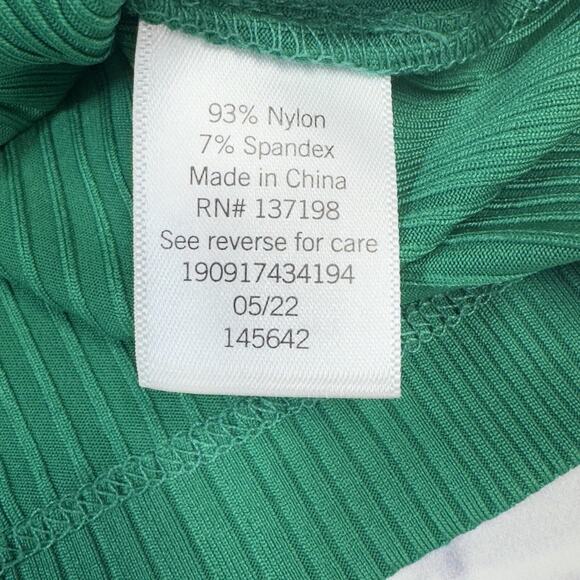 93% Nylon
7% Spandex
Made in China
RN# 137198
See reverse for care
190917434194
05/22
145642